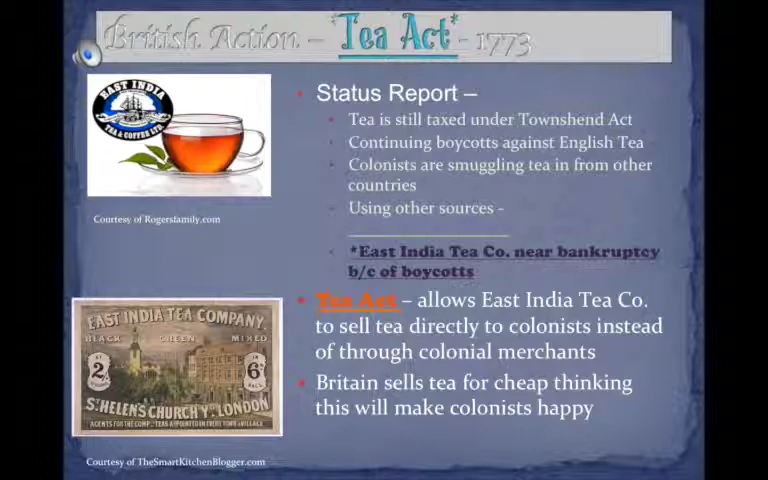 British Action – *Tea Act* - 1773
EAST INDIA
TEA & COFFEE LTD.
Courtesy of Rogersfamily.com
Status Report –
Tea is still taxed under Townshend Act
Continuing boycotts against English Tea
Colonists are smuggling tea in from other
countries
Using other sources -
*East India Tea Co. near bankruptcy
b/c of boycotts
Tea Act – allows East India Tea Co.
to sell tea directly to colonists instead
of through colonial merchants
Britain sells tea for cheap thinking
this will make colonists happy
EAST INDIA TEA COMPANY.
BLACK GREEN MIXED
2
6
ST HELEN'S CHURCH YD. LONDON
Courtesy of TheSmartKitchenBlogger.com